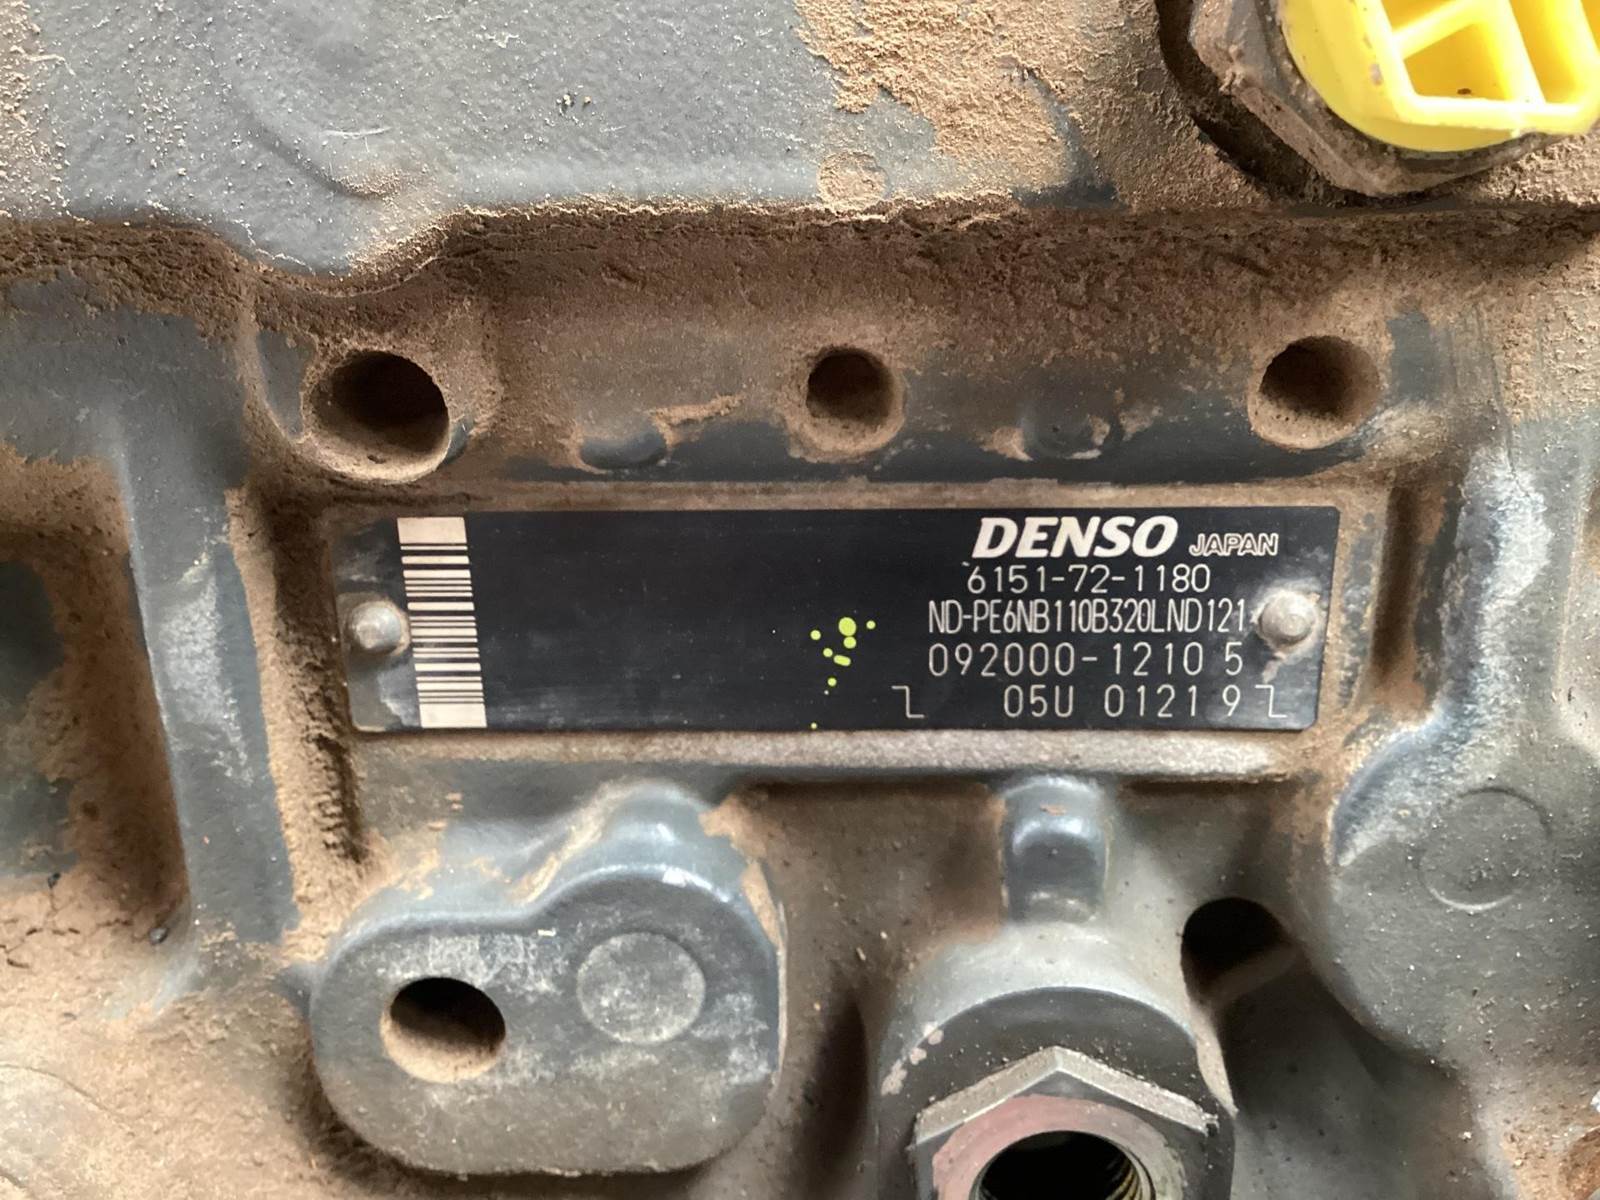 DENSO JAPAN
6151-72-1180
ND-PE6NB110B320LND121
092000-1210 5
05U 01219